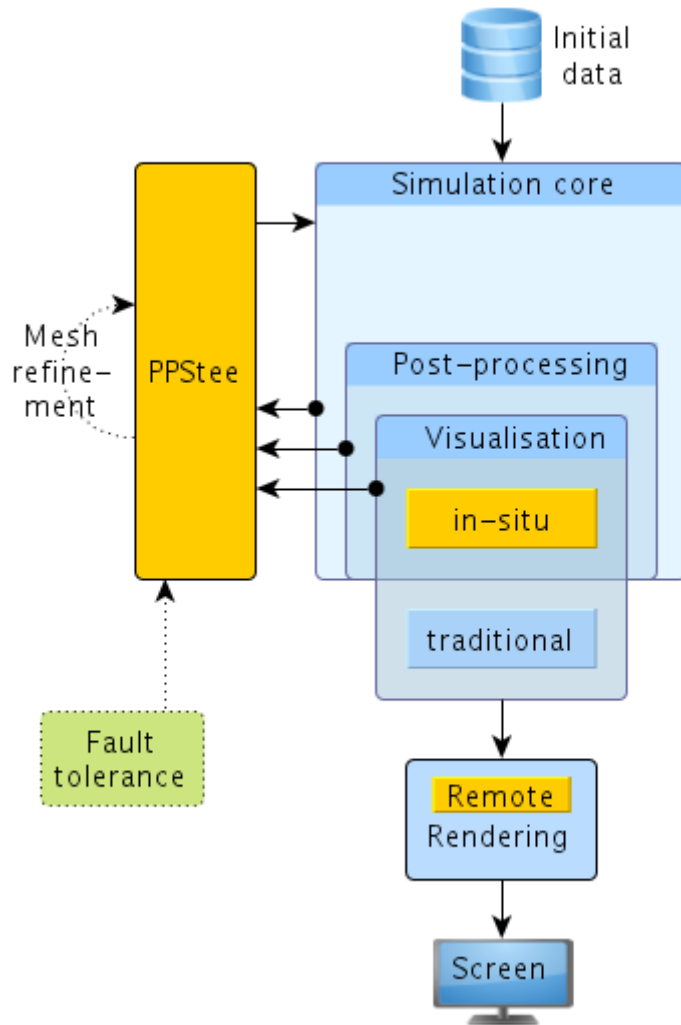 Initial
data
Simulation core
Mesh
refine-
ment
PPStee
Post-processing
Visualisation
in-situ
traditional
Fault
tolerance
Remote
Rendering
Screen